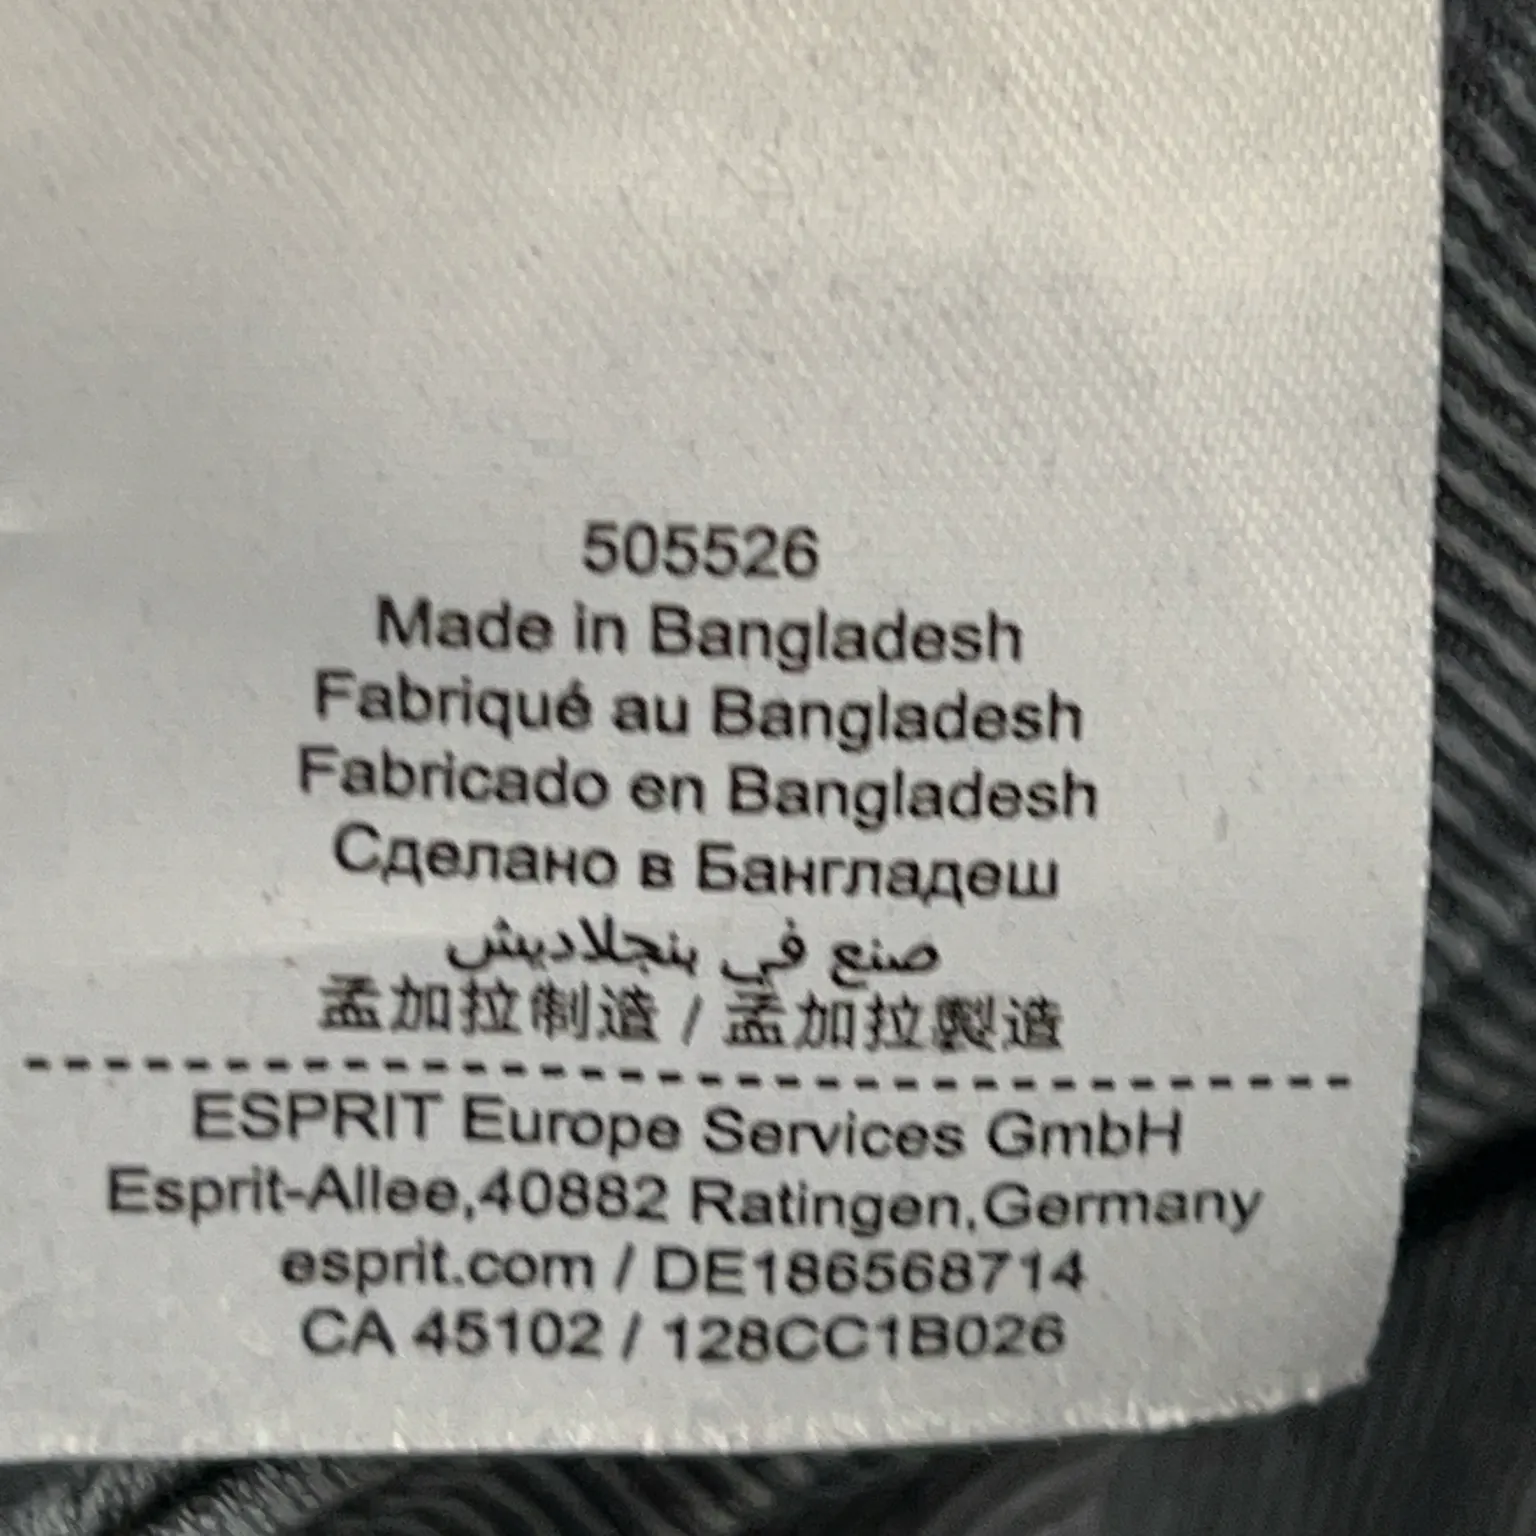 505526
Made in Bangladesh
Fabriqué au Bangladesh
Fabricado en Bangladesh
Сделано в Бангладеш
صنع في بنجلاديش
孟加拉制造 / 孟加拉製造
ESPRIT Europe Services GmbH
Esprit-Allee,40882 Ratingen,Germany
esprit.com / DE186568714
CA 45102 / 128CC1B026